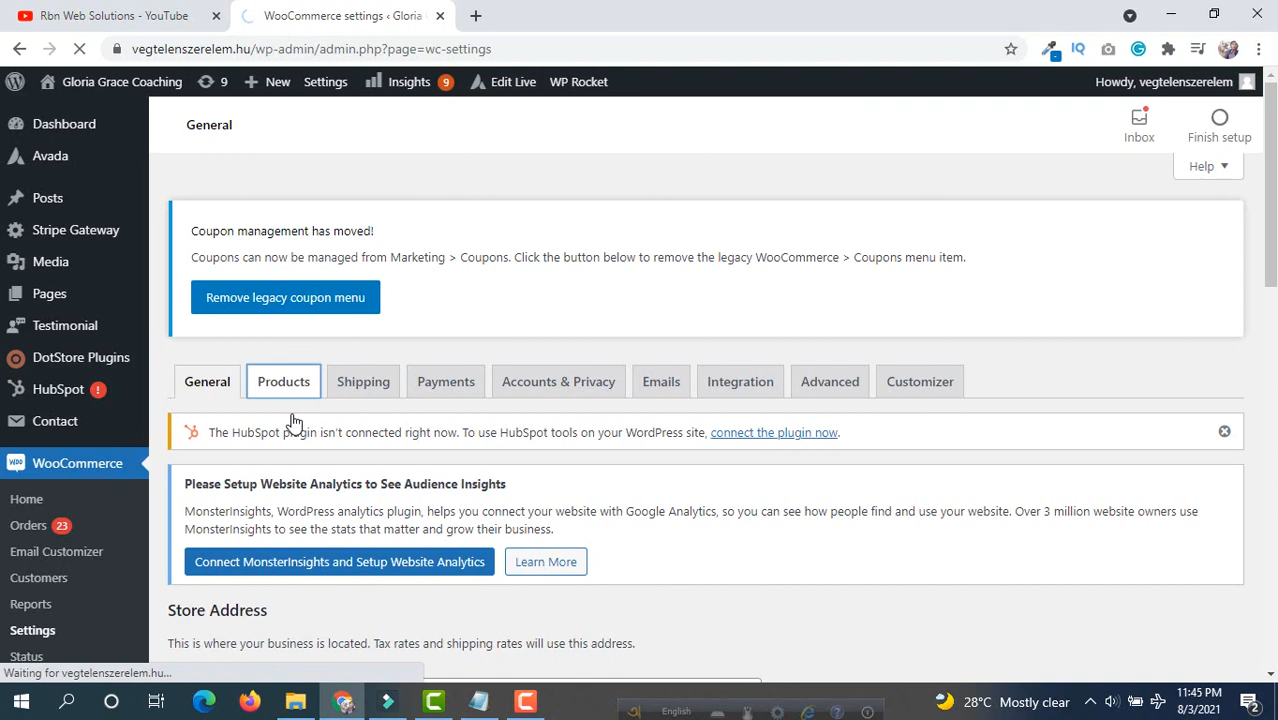 Rbn Web Solutions - YouTube
WooCommerce settings ‹ Gloria
vegtelenszerelem.hu/wp-admin/admin.php?page=wc-settings
IQ
Gloria Grace Coaching
9
New
Settings
Insights 9
Edit Live
WP Rocket
Howdy, vegtelenszerelem
Dashboard
Avada
Posts
Stripe Gateway
Media
Pages
Testimonial
DotStore Plugins
HubSpot !
Contact
WooCommerce
Home
Orders 23
Email Customizer
Customers
Reports
Settings
Status
General
Inbox
Finish setup
Help
Coupon management has moved!
Coupons can now be managed from Marketing > Coupons. Click the button below to remove the legacy WooCommerce > Coupons menu item.
Remove legacy coupon menu
General
Products
Shipping
Payments
Accounts & Privacy
Emails
Integration
Advanced
Customizer
The HubSpot plugin isn't connected right now. To use HubSpot tools on your WordPress site, connect the plugin now.
Please Setup Website Analytics to See Audience Insights
MonsterInsights, WordPress analytics plugin, helps you connect your website with Google Analytics, so you can see how people find and use your website. Over 3 million website owners use
MonsterInsights to see the stats that matter and grow their business.
Connect MonsterInsights and Setup Website Analytics
Learn More
Store Address
This is where your business is located. Tax rates and shipping rates will use this address.
Waiting for vegtelenszerelem.hu...
English
28°C Mostly clear
11:45 PM
8/3/2021
2